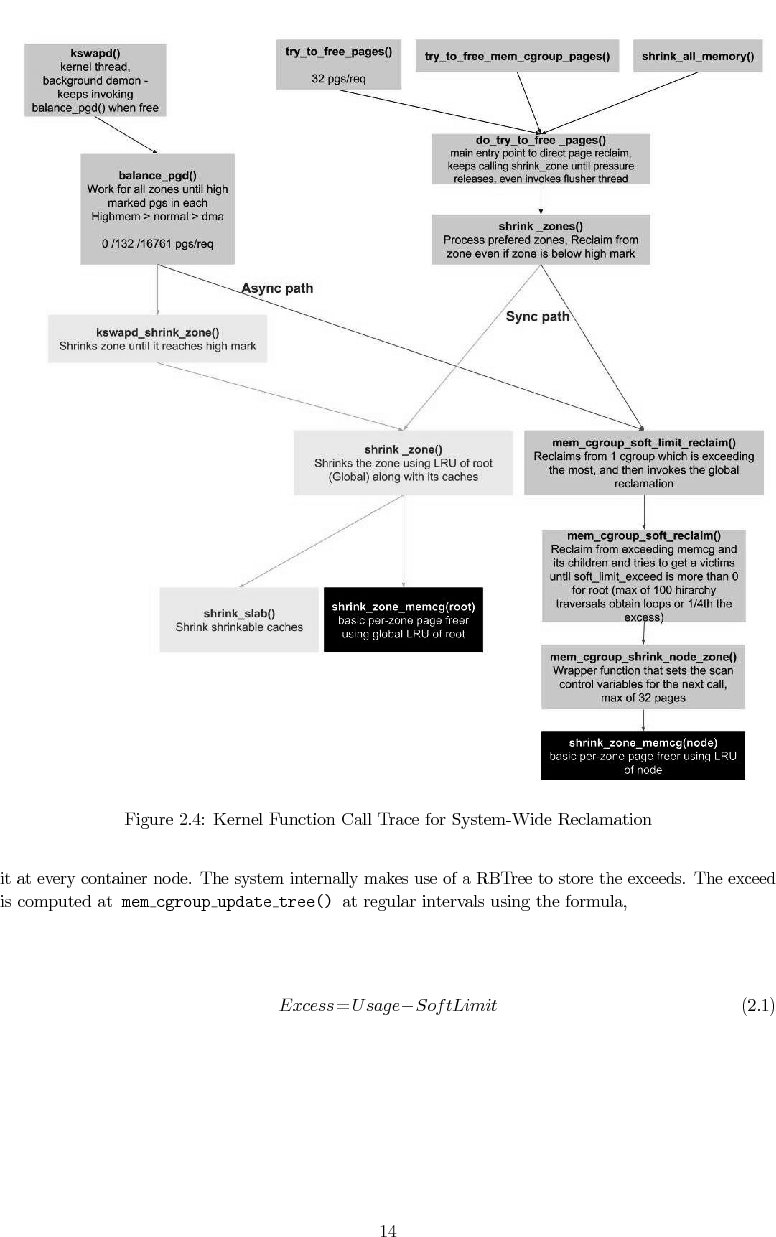 kswapd()
kernel thread,
background demon -
keeps invoking
balance_pgd() when free
try_to_free_pages()
32 pgs/req
try_to_free_mem_cgroup_pages()
shrink_all_memory()
do_try_to_free _pages()
main entry point to direct page reclaim,
keeps calling shrink_zone until pressure
releases, even invokes flusher thread
balance_pgd()
Work for all zones until high
marked pgs in each
Highmem > normal > dma
0 /132 /16761 pgs/req
shrink _zones()
Process prefered zones, Reclaim from
zone even if zone is below high mark
Async path
Sync path
kswapd_shrink_zone()
Shrinks zone until it reaches high mark
shrink _zone()
Shrinks the zone using LRU of root
(Global) along with its caches
mem_cgroup_soft_limit_reclaim()
Reclaims from 1 cgroup which is exceeding
the most, and then invokes the global
reclamation
mem_cgroup_soft_reclaim()
Reclaim from exceeding memcg and
its children and tries to get a victims
until soft_limit_exceed is more than 0
for root (max of 100 hirarchy
traversals obtain loops or 1/4th the
excess)
shrink_slab()
Shrink shrinkable caches
shrink_zone_memcg(root)
basic per-zone page freer
using global LRU of root
mem_cgroup_shrink_node_zone()
Wrapper function that sets the scan
control variables for the next call,
max of 32 pages
shrink_zone_memcg(node)
basic per-zone page freer using LRU
of node
Figure 2.4: Kernel Function Call Trace for System-Wide Reclamation
it at every container node. The system internally makes use of a RBTree to store the exceeds. The exceed
is computed at mem_cgroup_update_tree() at regular intervals using the formula,
Excess=Usage−SoftLimit (2.1)
14